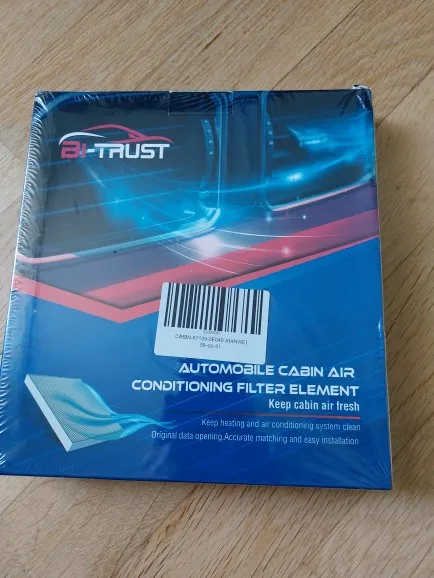 BI-TRUST
AUTOMOBILE CABIN AIR
CONDITIONING FILTER ELEMENT
Keep cabin air fresh
Keep heating and air conditioning system clean
Original data opening.Accurate matching and easy installation